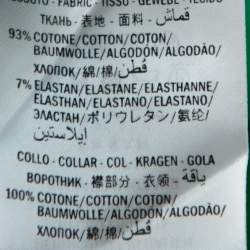 TESSUTO-FABRIC-TISSU-GEWEBE-TEJIDO
ТКАНЬ - 表地 - 面料 - قماش
93% COTONE/COTTON/COTON/
BAUMWOLLE/ALGODÓN/ALGODÃO/
ХЛОПОК/綿/棉/قطن
7% ELASTAN/ELASTANE/ELASTHANNE/
ELASTHAN/ELASTANO/ELASTANO/
ЭЛАСТАН/ポリウレタン/氨纶/
إيلاستين
COLLO - COLLAR - COL - KRAGEN - GOLA
ВОРОТНИК - 襟部分 - 衣领 - ياقة
100% COTONE/COTTON/COTON/
BAUMWOLLE/ALGODÓN/ALGODÃO/
ХЛОПОК/綿/棉/قطن